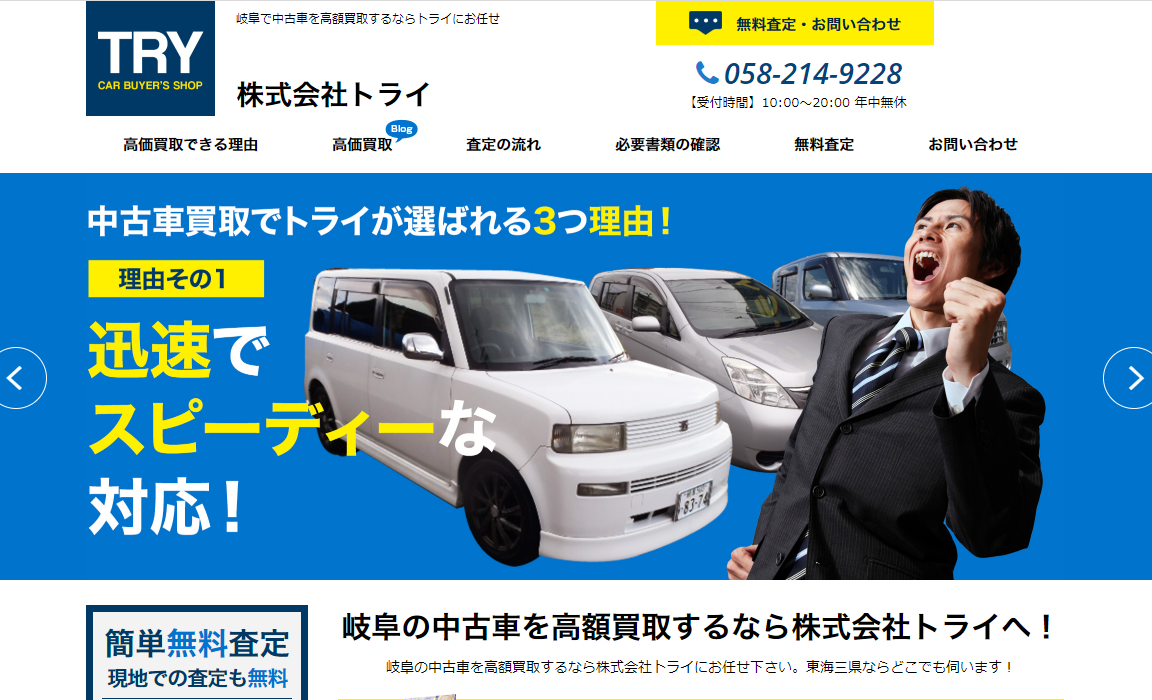 TRY
CAR BUYER'S SHOP
岐阜で中古車を高額買取するならトライにお任せ
株式会社トライ
無料査定・お問い合わせ
058-214-9228
【受付時間】10:00～20:00 年中無休
高価買取できる理由
高価買取
Blog
査定の流れ
必要書類の確認
無料査定
お問い合わせ
中古車買取でトライが選ばれる3つ理由！
理由その1
迅速で
スピーディーな
対応！
83-74
簡単無料査定
現地での査定も無料
岐阜の中古車を高額買取するなら株式会社トライへ！
岐阜の中古車を高額買取するなら株式会社トライにお任せ下さい。東海三県ならどこでも伺います！